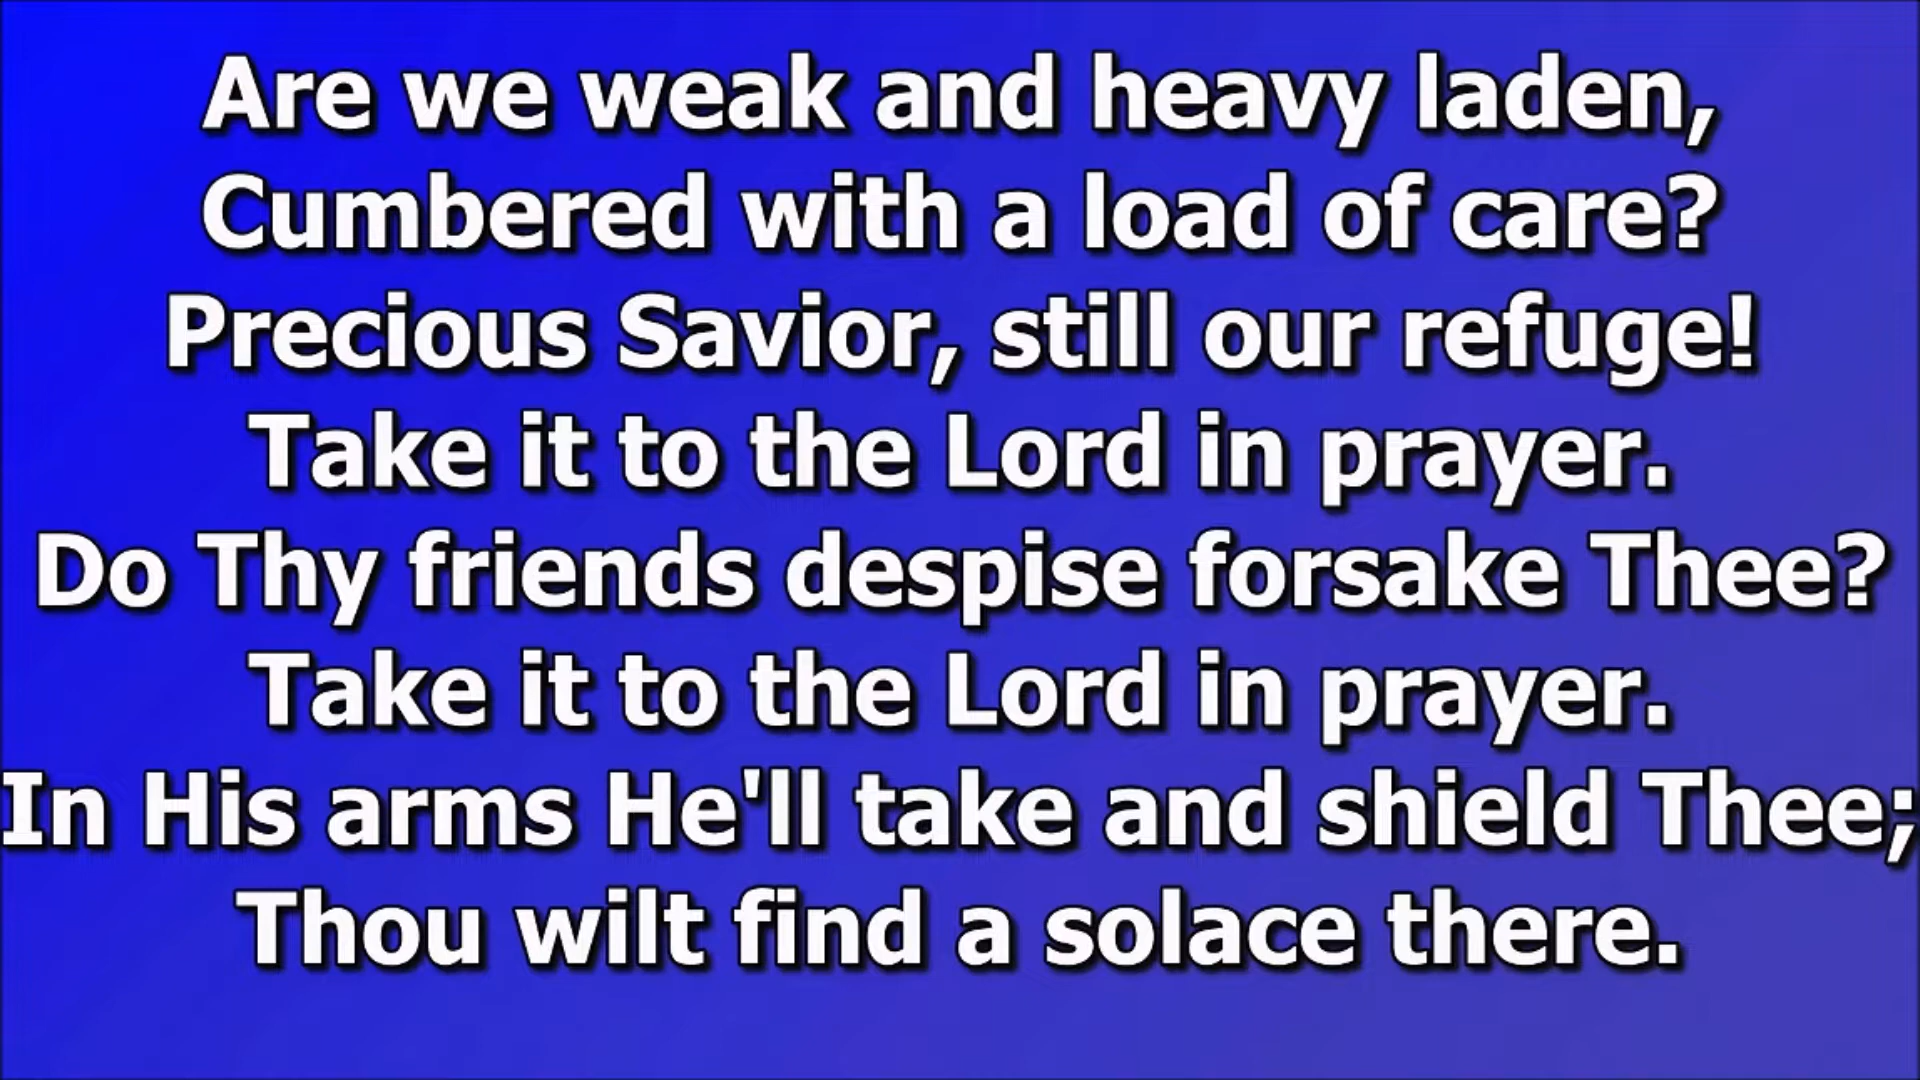 Are we weak and heavy laden,
Cumbered with a load of care?
Precious Savior, still our refuge!
Take it to the Lord in prayer.
Do Thy friends despise forsake Thee?
Take it to the Lord in prayer.
In His arms He'll take and shield Thee;
Thou wilt find a solace there.